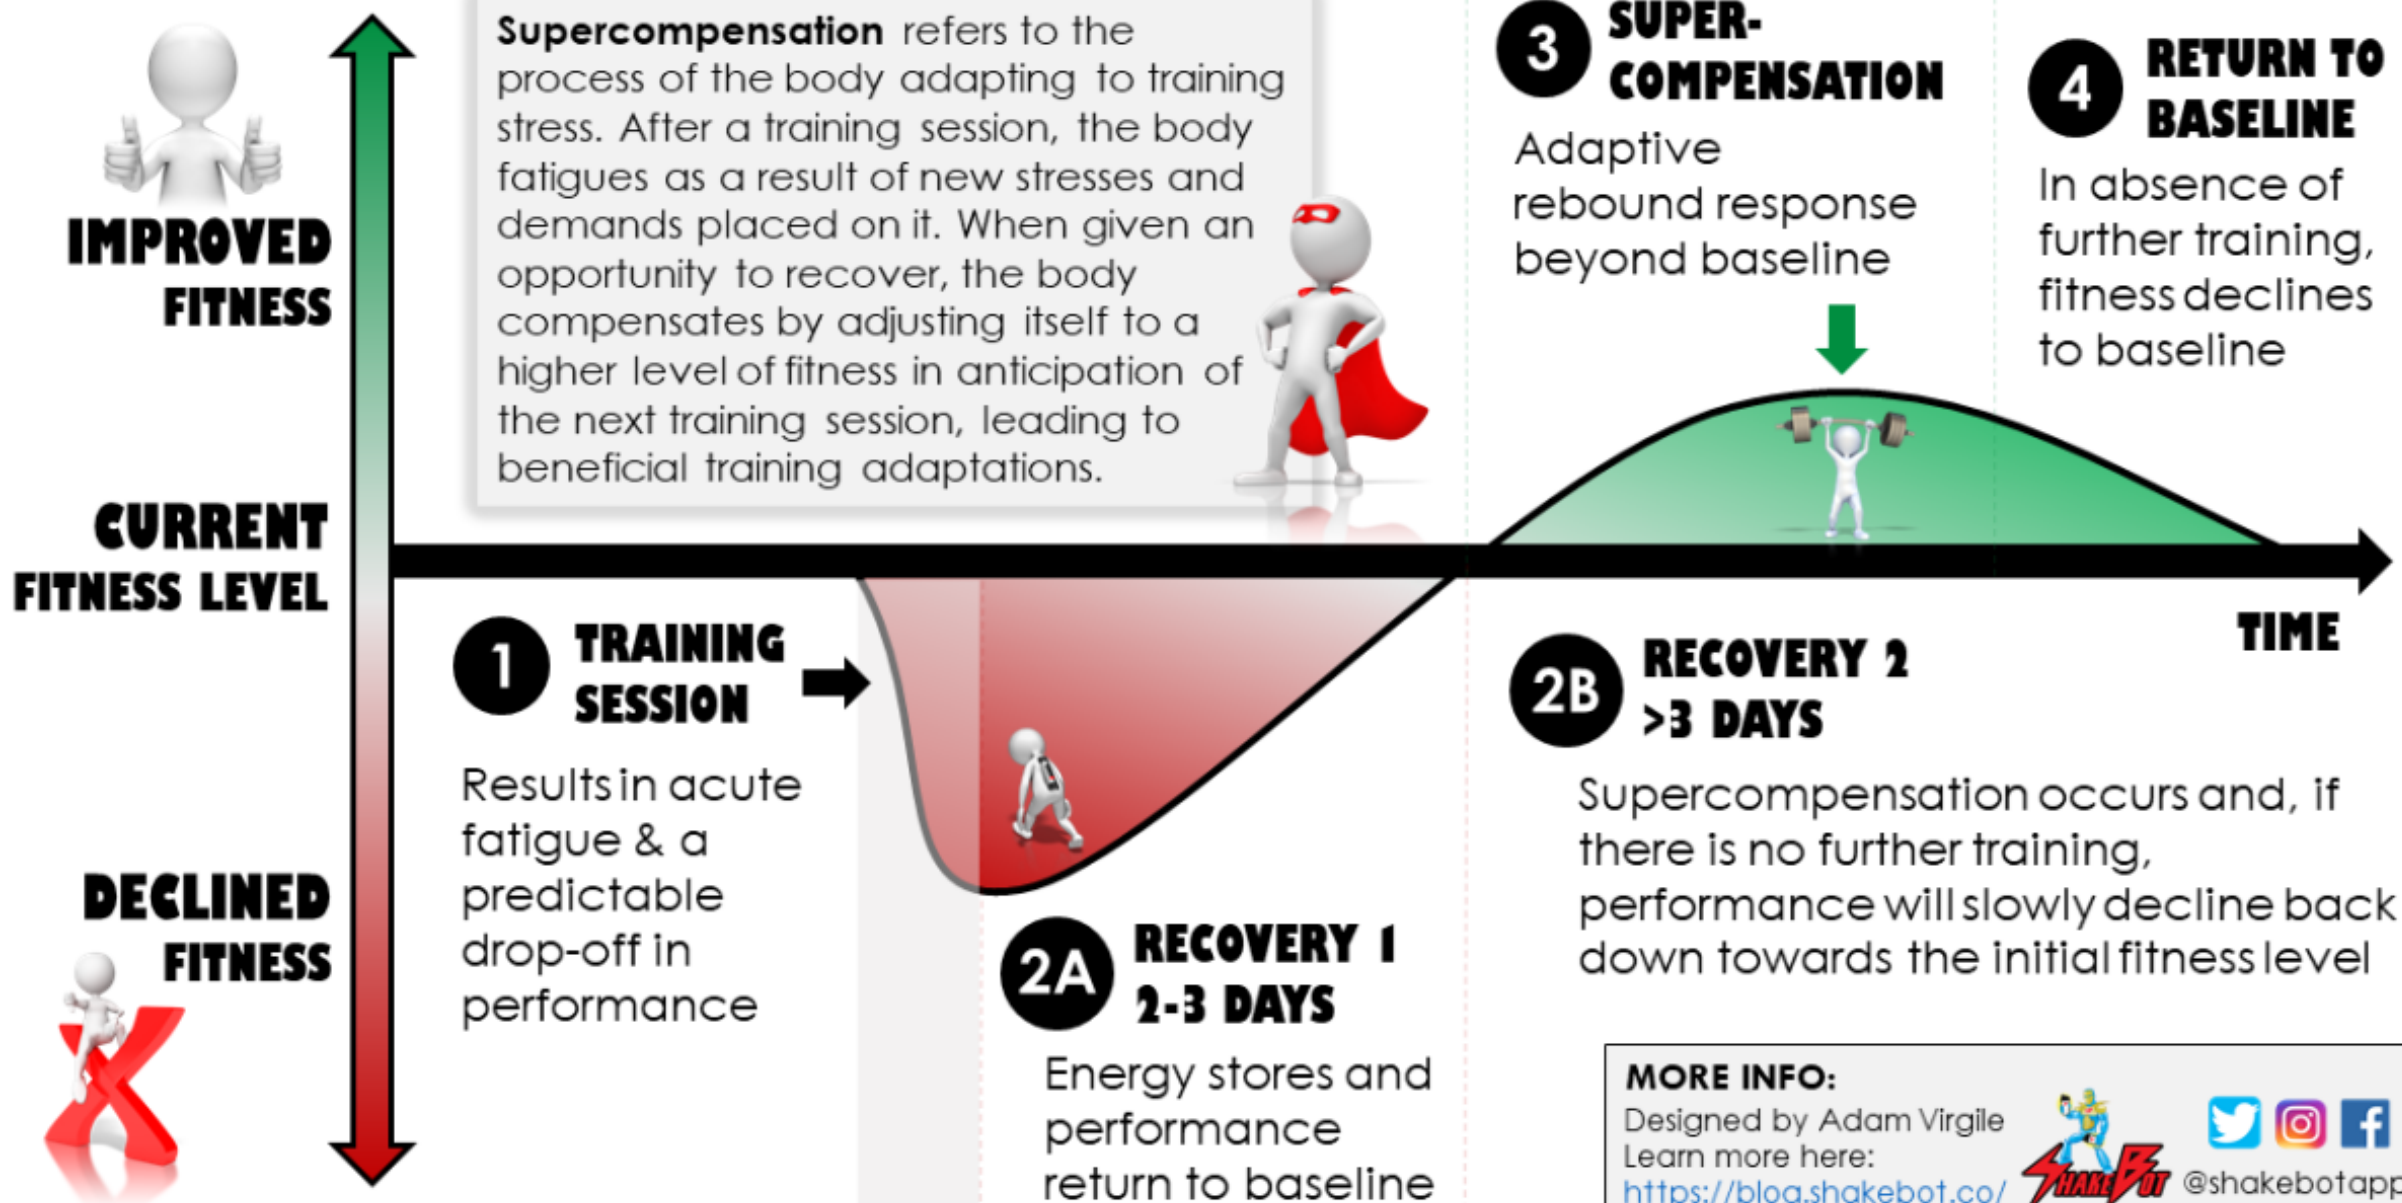 Supercompensation refers to the
process of the body adapting to training
stress. After a training session, the body
fatigues as a result of new stresses and
demands placed on it. When given an
opportunity to recover, the body
compensates by adjusting itself to a
higher level of fitness in anticipation of
the next training session, leading to
beneficial training adaptations.
3
SUPER-
COMPENSATION
Adaptive
rebound response
beyond baseline
4
RETURN TO
BASELINE
In absence of
further training,
fitness declines
to baseline
IMPROVED
FITNESS
CURRENT
FITNESS LEVEL
DECLINED
FITNESS
TIME
1
TRAINING
SESSION
Results in acute
fatigue & a
predictable
drop-off in
performance
2A
RECOVERY 1
2-3 DAYS
Energy stores and
performance
return to baseline
2B
RECOVERY 2
>3 DAYS
Supercompensation occurs and, if
there is no further training,
performance will slowly decline back
down towards the initial fitness level
MORE INFO:
Designed by Adam Virgile
Learn more here:
https://blog.shakebot.co/
SHAKEBOT
@shakebotapp